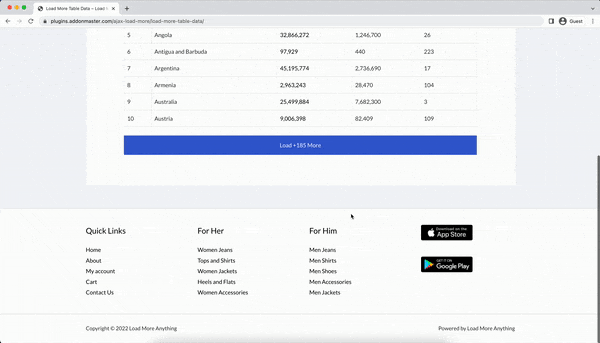 Load More Table Data – Load
Guest
plugins.addonmaster.com/ajax-load-more/load-more-table-data/
5 Angola 32,866,272 1,246,700 26
6 Antigua and Barbuda 97,929 440 223
7 Argentina 45,195,774 2,736,690 17
8 Armenia 2,963,243 28,470 104
9 Australia 25,499,884 7,682,300 3
10 Austria 9,006,398 82,409 109
Load +185 More
Quick Links
Home
About
My account
Cart
Contact Us
For Her
Women Jeans
Tops and Shirts
Women Jackets
Heels and Flats
Women Accessories
For Him
Men Jeans
Men Shirts
Men Shoes
Men Accessories
Men Jackets
Download on the
App Store
GET IT ON
Google Play
Copyright © 2022 Load More Anything
Powered by Load More Anything